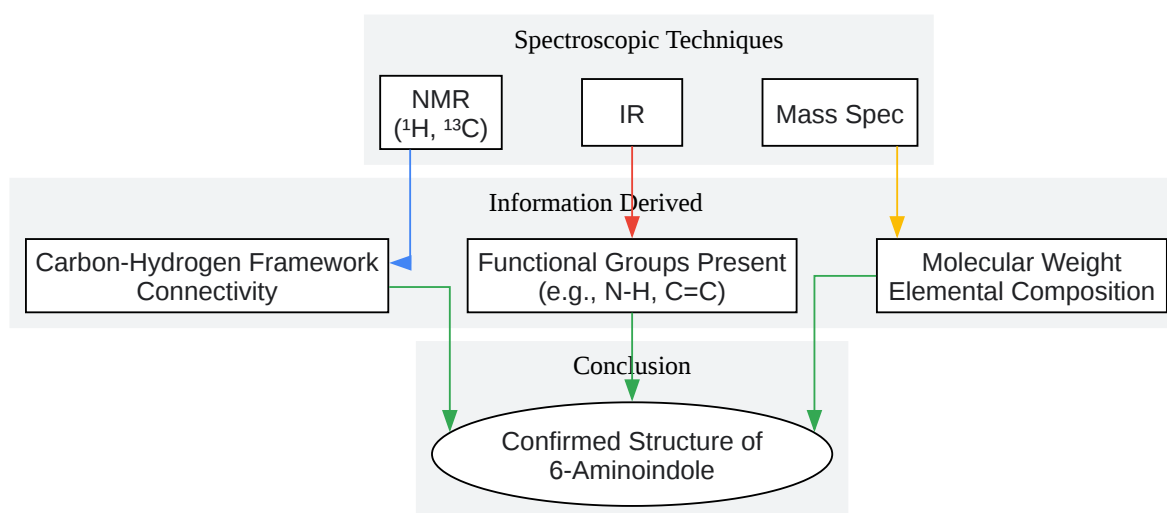 Spectroscopic Techniques
NMR
(¹H, ¹³C)
IR
Mass Spec
Information Derived
Carbon-Hydrogen Framework
Connectivity
Functional Groups Present
(e.g., N-H, C=C)
Molecular Weight
Elemental Composition
Conclusion
Confirmed Structure of
6-Aminoindole